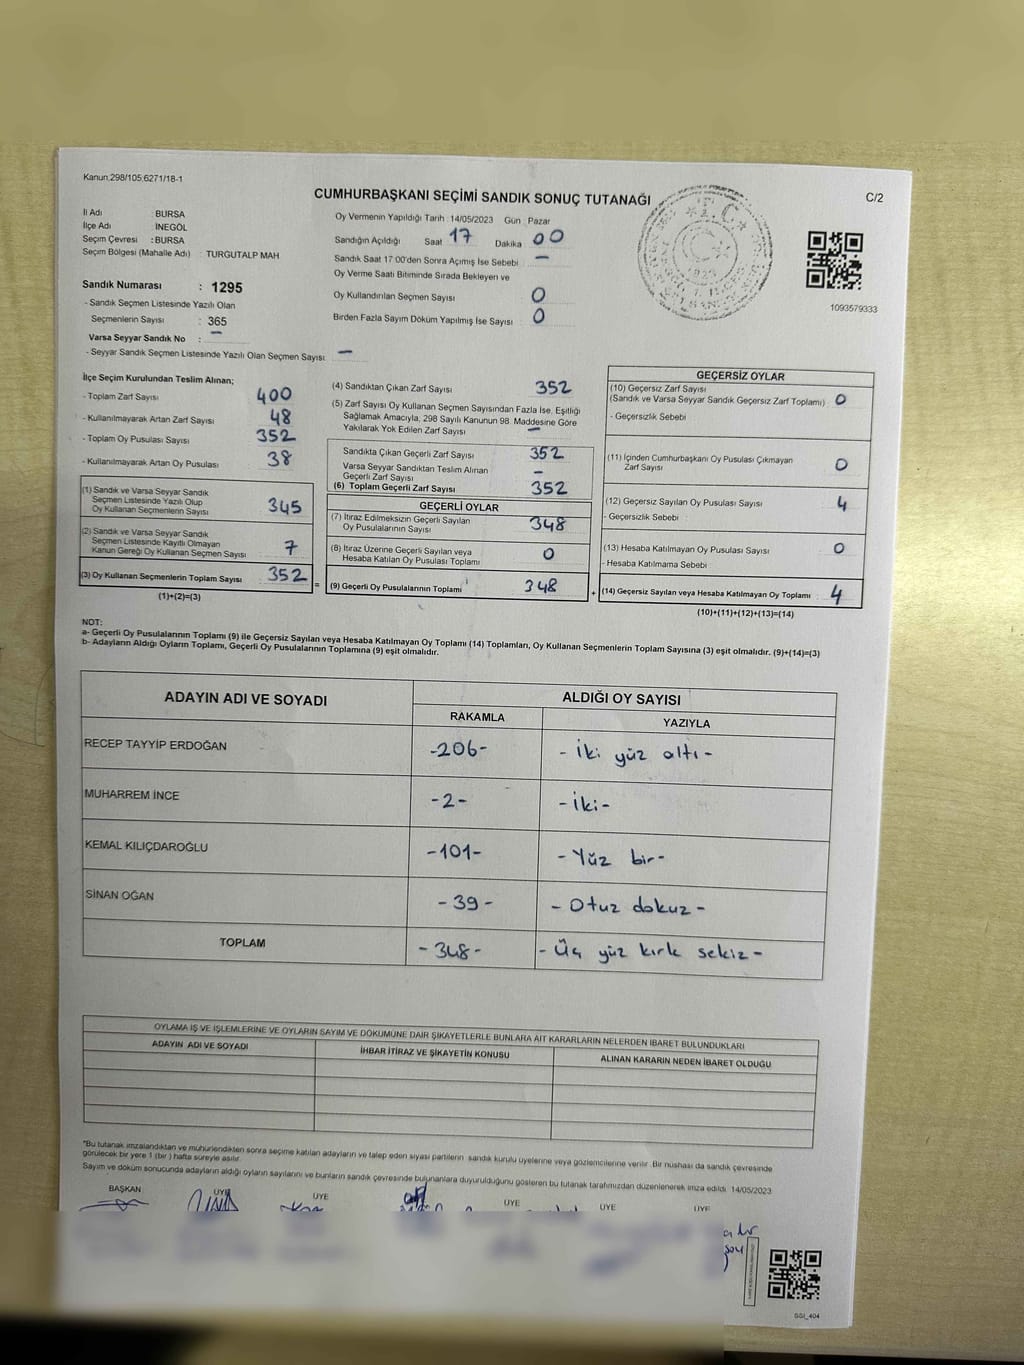 Kanun.298/105;6271/18-1
C/2
CUMHURBAŞKANI SEÇİMİ SANDIK SONUÇ TUTANAĞI
İli Adı : BURSA
İlçe Adı : İNEGÖL
Seçim Çevresi : BURSA
Seçim Bölgesi (Mahalle Adı) : TURGUTALP MAH
Oy Vermenin Yapıldığı Tarih : 14/05/2023 Gün : Pazar
Sandığın Açıldığı Saat 17 Dakika 00
Sandık Saat 17:00'den Sonra Açımış İse Sebebi —
Oy Verme Saati Bitiminde Sırada Bekleyen ve
Oy Kullandırılan Seçmen Sayısı 0
Birden Fazla Sayım Döküm Yapılmış İse Sayısı 0
1093579333
Sandık Numarası : 1295
- Sandık Seçmen Listesinde Yazılı Olan
Seçmenlerin Sayısı : 365
Varsa Seyyar Sandık No : —
- Seyyar Sandık Seçmen Listesinde Yazılı Olan Seçmen Sayısı : —
İlçe Seçim Kurulundan Teslim Alınan;
- Toplam Zarf Sayısı 400
- Kullanılmayarak Artan Zarf Sayısı 48
- Toplam Oy Pusulası Sayısı 352
- Kullanılmayarak Artan Oy Pusulası 38
(1) Sandık ve Varsa Seyyar Sandık
Seçmen Listesinde Yazılı Olup
Oy Kullanan Seçmenlerin Sayısı 345
(2) Sandık ve Varsa Seyyar Sandık
Seçmen Listesinde Kayıtlı Olmayan
Kanun Gereği Oy Kullanan Seçmen Sayısı 7
(3) Oy Kullanan Seçmenlerin Toplam Sayısı 352
(1)+(2)=(3)
(4) Sandıktan Çıkan Zarf Sayısı 352
(5) Zarf Sayısı Oy Kullanan Seçmen Sayısından Fazla İse, Eşitliği
Sağlamak Amacıyla, 298 Sayılı Kanunun 98. Maddesine Göre
Yakılarak Yok Edilen Zarf Sayısı —
Sandıkta Çıkan Geçerli Zarf Sayısı 352
Varsa Seyyar Sandıktan Teslim Alınan
Geçerli Zarf Sayısı —
(6) Toplam Geçerli Zarf Sayısı 352
GEÇERLİ OYLAR
(7) İtiraz Edilmeksizin Geçerli Sayılan
Oy Pusulalarının Sayısı 348
(8) İtiraz Üzerine Geçerli Sayılan veya
Hesaba Katılan Oy Pusulası Toplamı 0
= (9) Geçerli Oy Pusulalarının Toplamı 348
GEÇERSİZ OYLAR
(10) Geçersiz Zarf Sayısı
(Sandık ve Varsa Seyyar Sandık Geçersiz Zarf Toplamı) 0
- Geçersizlik Sebebi
(11) İçinden Cumhurbaşkanı Oy Pusulası Çıkmayan
Zarf Sayısı 0
(12) Geçersiz Sayılan Oy Pusulası Sayısı 4
- Geçersizlik Sebebi
(13) Hesaba Katılmayan Oy Pusulası Sayısı 0
- Hesaba Katılmama Sebebi
+ (14) Geçersiz Sayılan veya Hesaba Katılmayan Oy Toplamı : 4
(10)+(11)+(12)+(13)=(14)
NOT:
a- Geçerli Oy Pusulalarının Toplamı (9) ile Geçersiz Sayılan veya Hesaba Katılmayan Oy Toplamı (14) Toplamları, Oy Kullanan Seçmenlerin Toplam Sayısına (3) eşit olmalıdır. (9)+(14)=(3)
b- Adayların Aldığı Oyların Toplamı, Geçerli Oy Pusulalarının Toplamına (9) eşit olmalıdır.
ADAYIN ADI VE SOYADI ALDIĞI OY SAYISI
RAKAMLA YAZIYLA
RECEP TAYYİP ERDOĞAN -206- - İki yüz altı -
MUHARREM İNCE -2- - İki -
KEMAL KILIÇDAROĞLU -101- - Yüz bir -
SİNAN OĞAN - 39 - - Otuz dokuz -
TOPLAM - 348 - - Üç yüz kırk sekiz -
OYLAMA İŞ VE İŞLEMLERİNE VE OYLARIN SAYIM VE DÖKÜMÜNE DAİR ŞİKAYETLERLE BUNLARA AİT KARARLARIN NELERDEN İBARET BULUNDUKLARI
ADAYIN ADI VE SOYADI İHBAR İTİRAZ VE ŞİKAYETİN KONUSU ALINAN KARARIN NEDEN İBARET OLDUĞU
*Bu tutanak imzalandıktan ve mühürlendikten sonra seçime katılan adayların ve talep eden siyasi partilerin sandık kurulu üyelerine veya gözlemcilerine verilir. Bir nüshası da sandık çevresinde
görülecek bir yere 1 (bir) hafta süreyle asılır.
Sayım ve döküm sonucunda adayların aldığı oyların sayılarını ve bunların sandık çevresinde bulunanlara duyurulduğunu gösteren bu tutanak tarafımızdan düzenlenerek imza edildi. 14/05/2023
BAŞKAN ÜYE ÜYE ÜYE ÜYE ÜYE
SSI_404